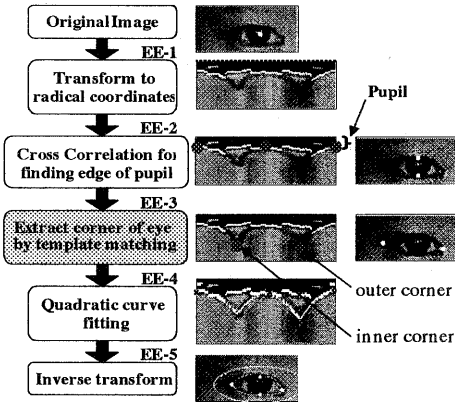 Original Image
EE-1
Transform to
radical coordinates
EE-2
Pupil
Cross Correlation for
finding edge of pupil
EE-3
Extract corner of eye
by template matching
EE-4
outer corner
Quadratic curve
fitting
inner corner
EE-5
Inverse transform